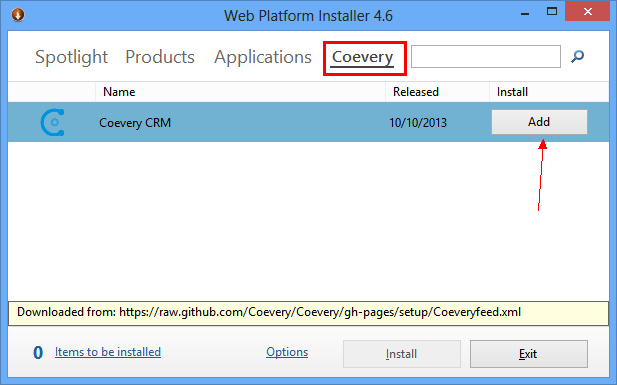 Web Platform Installer 4.6
Spotlight Products Applications Coevery
Name Released Install
Coevery CRM 10/10/2013 Add
Downloaded from: https://raw.github.com/Coevery/Coevery/gh-pages/setup/Coeveryfeed.xml
0 Items to be installed Options Install Exit